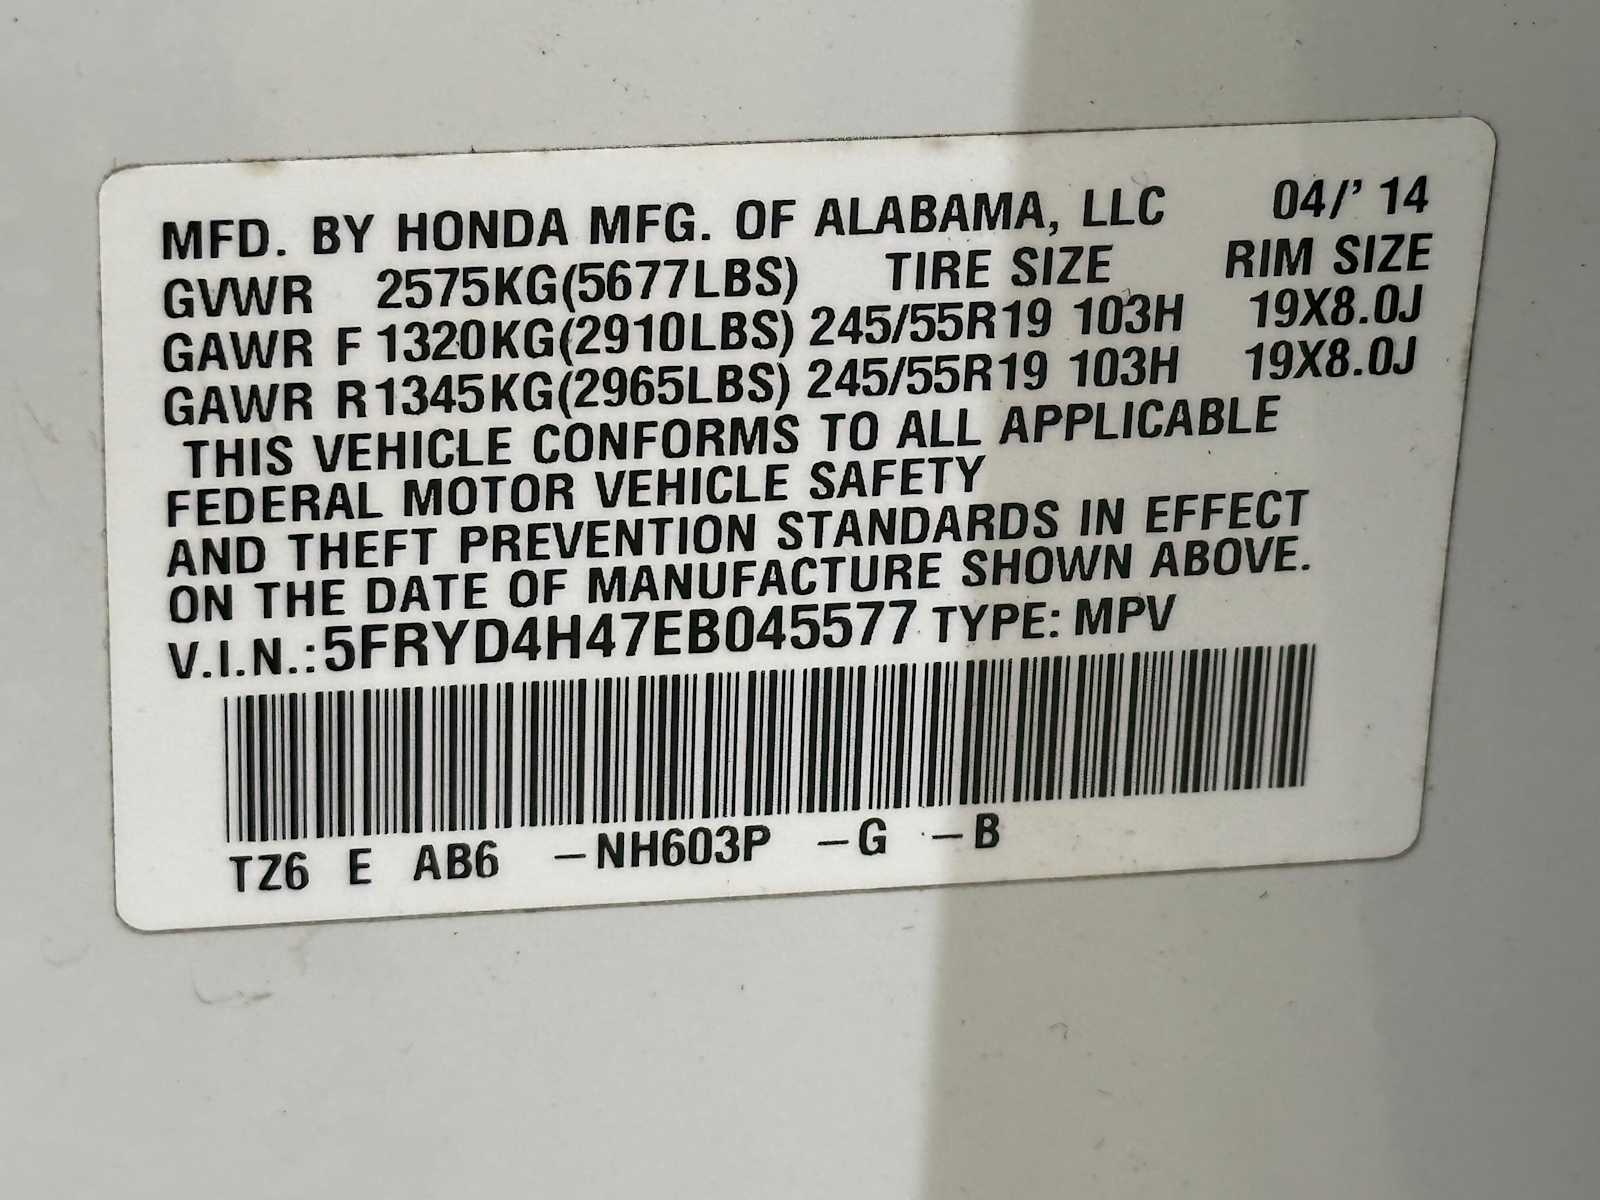 MFD. BY HONDA MFG. OF ALABAMA, LLC 04/' 14
GVWR 2575KG(5677LBS) TIRE SIZE RIM SIZE
GAWR F 1320KG(2910LBS) 245/55R19 103H 19X8.0J
GAWR R 1345KG(2965LBS) 245/55R19 103H 19X8.0J
THIS VEHICLE CONFORMS TO ALL APPLICABLE
FEDERAL MOTOR VEHICLE SAFETY
AND THEFT PREVENTION STANDARDS IN EFFECT
ON THE DATE OF MANUFACTURE SHOWN ABOVE.
V.I.N.:5FRYD4H47EB045577 TYPE: MPV
TZ6 E AB6 –NH603P –G –B